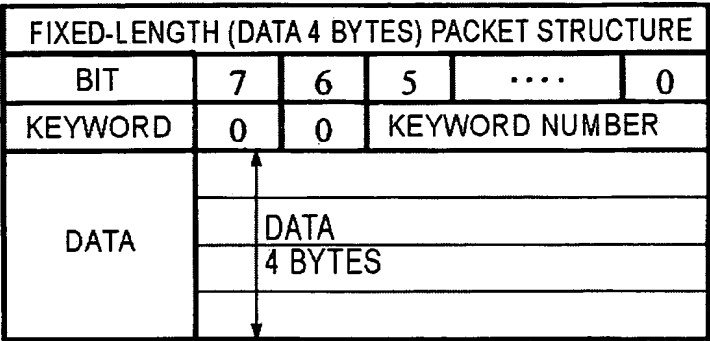 FIXED-LENGTH (DATA 4 BYTES) PACKET STRUCTURE
BIT 7 6 5 ···· 0
KEYWORD 0 0 KEYWORD NUMBER
DATA DATA
4 BYTES